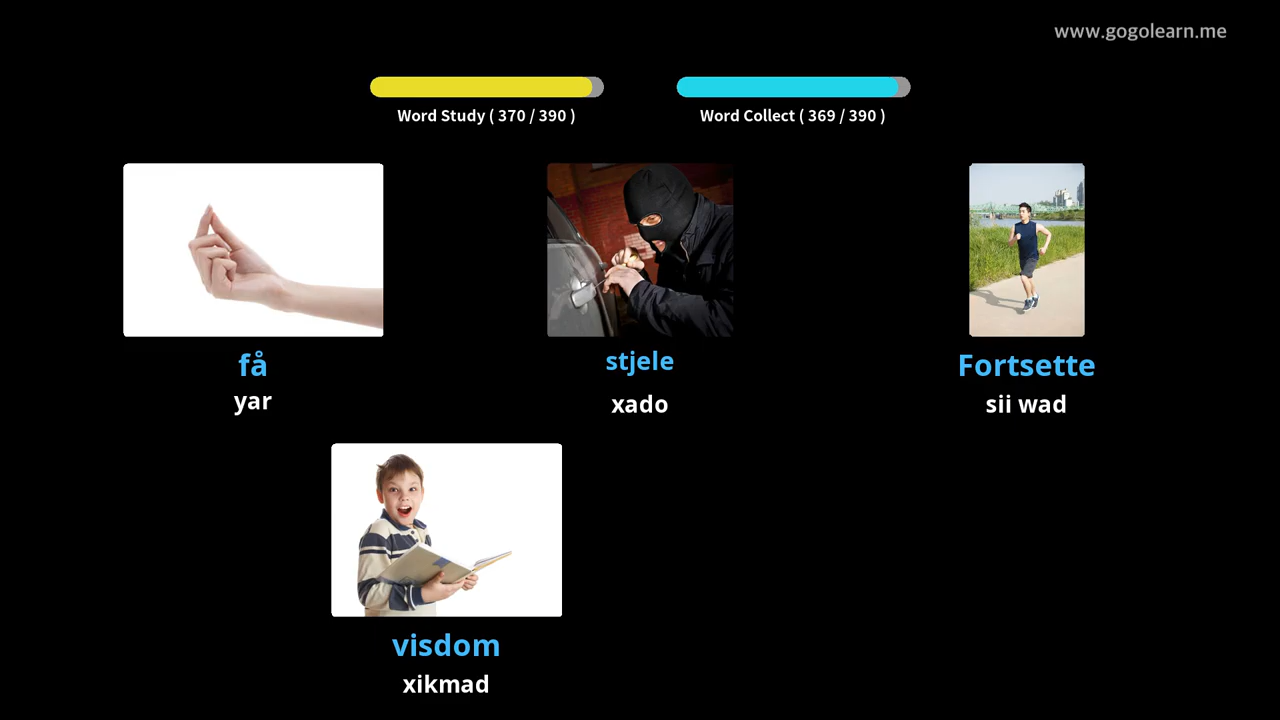 www.gogolearn.me
Word Study ( 370 / 390 )
Word Collect ( 369 / 390 )
få
yar
stjele
xado
Fortsette
sii wad
visdom
xikmad